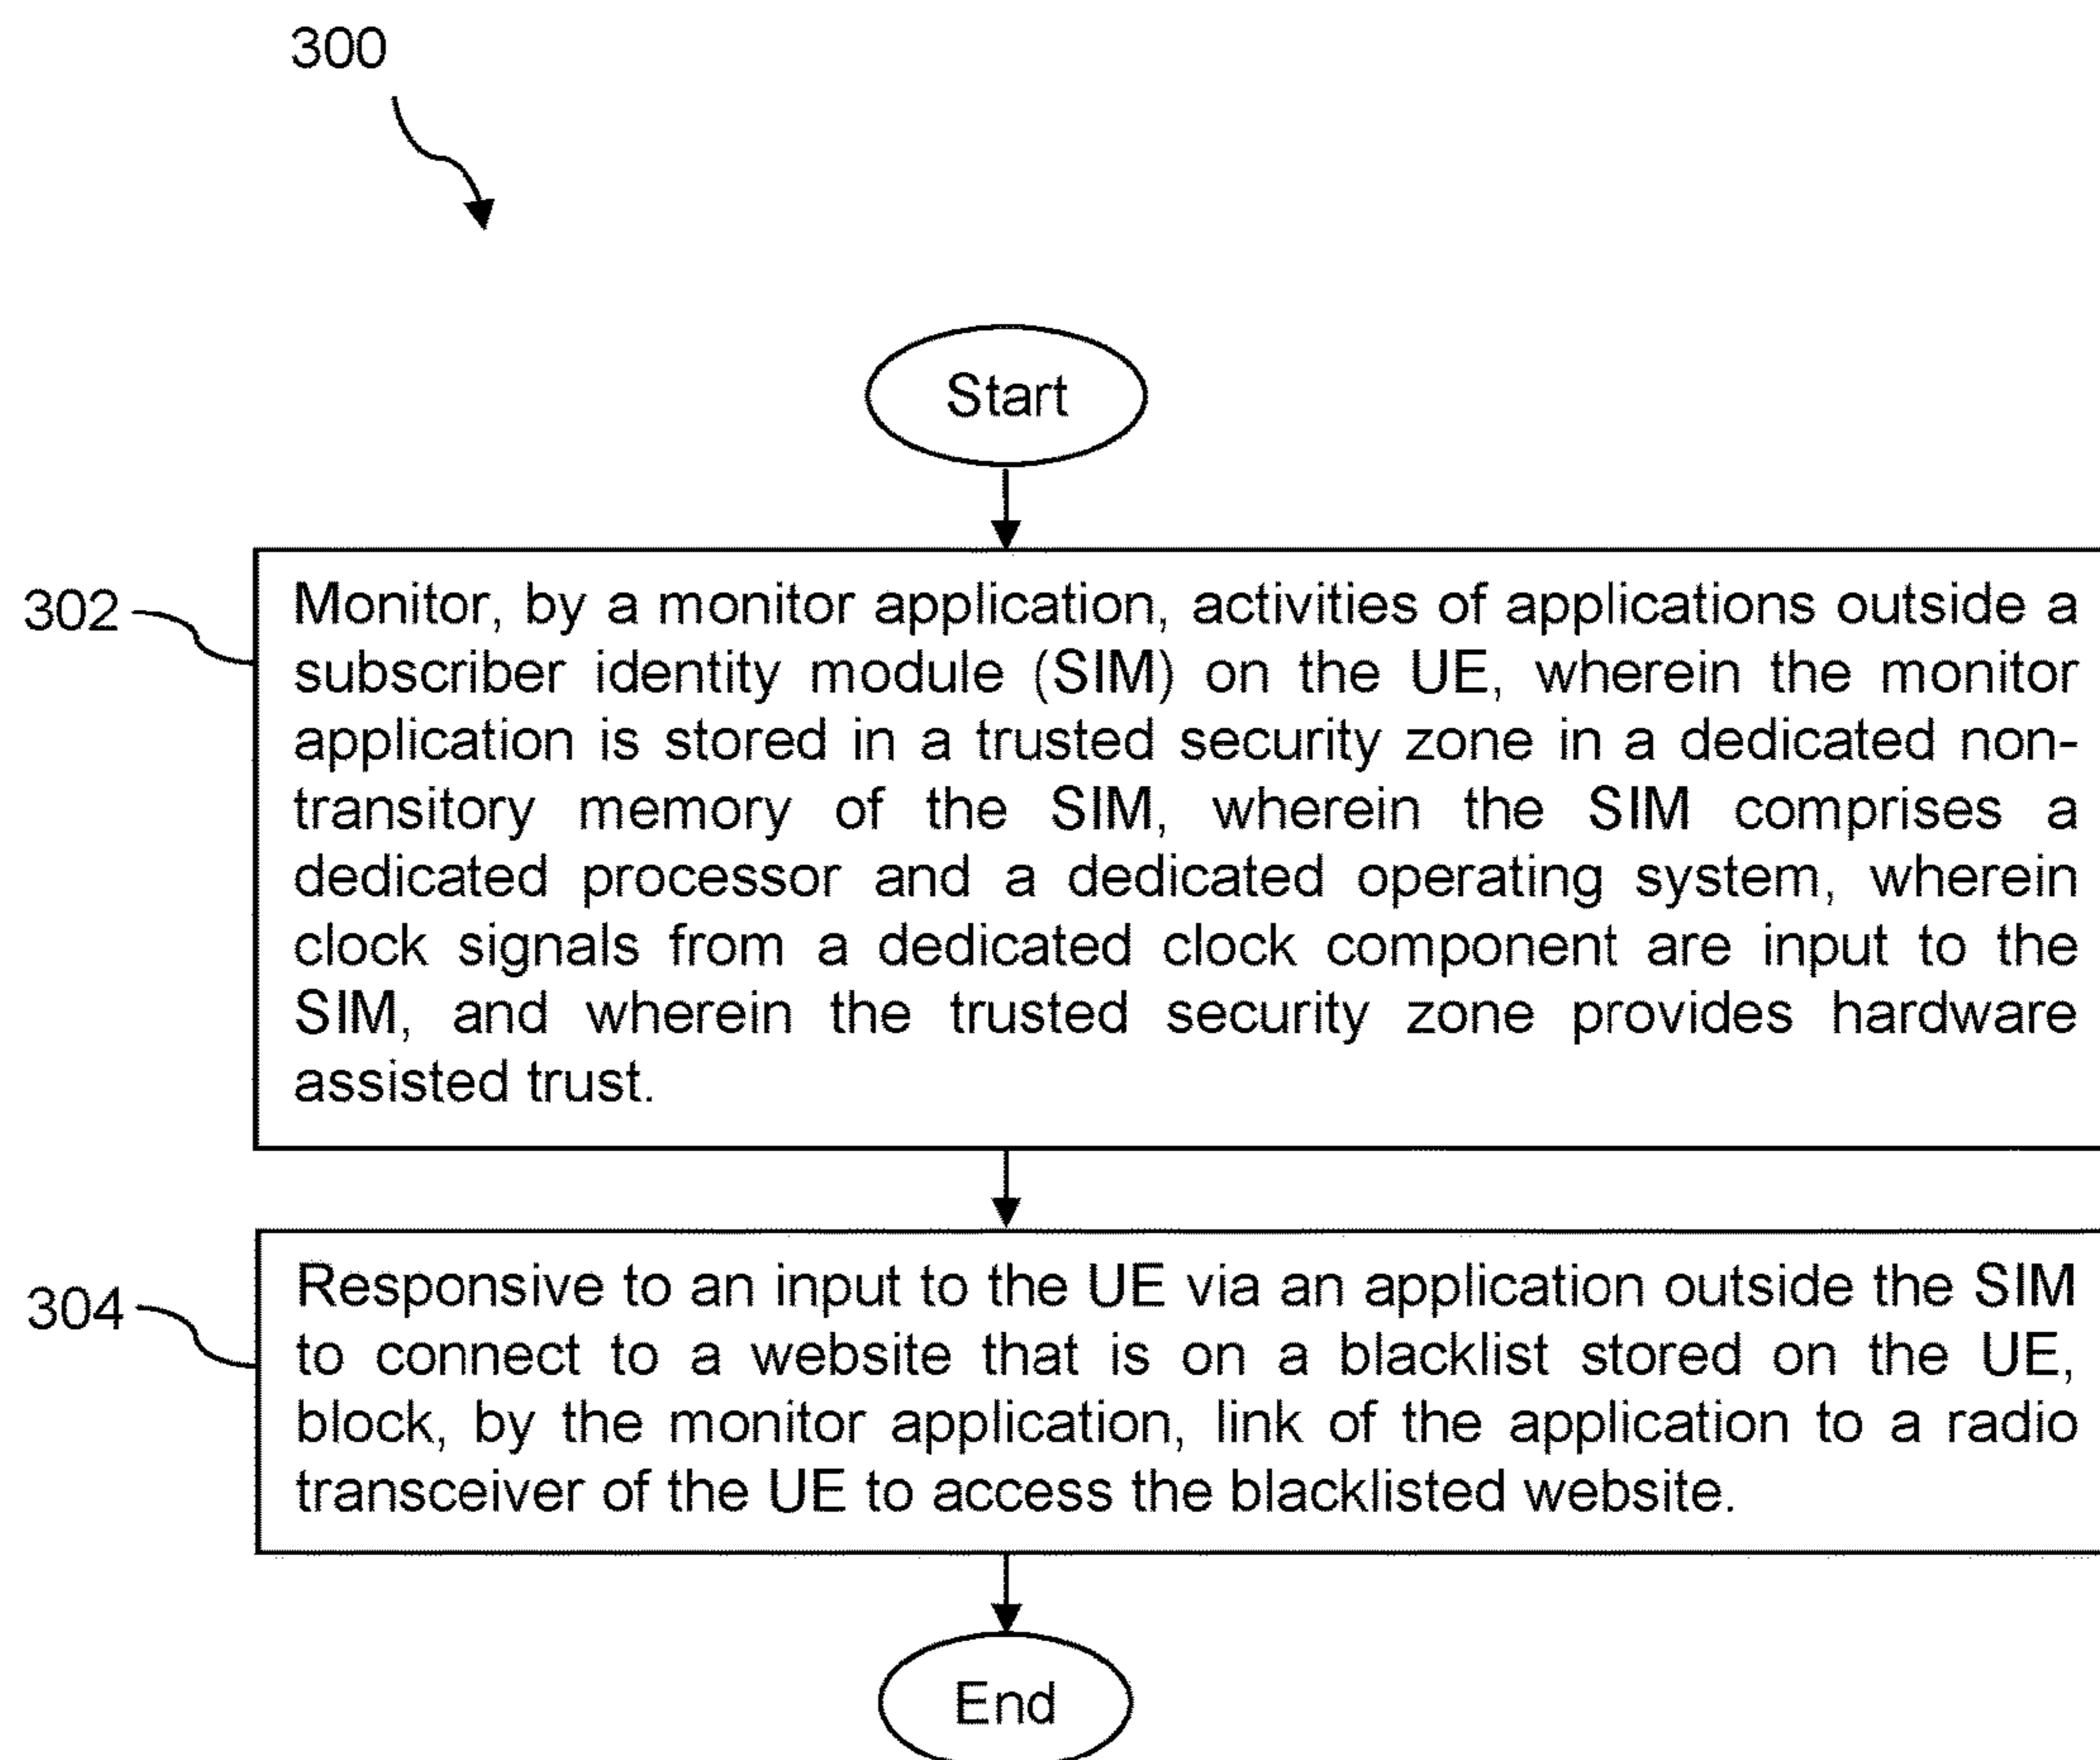 300
Start
302
Monitor, by a monitor application, activities of applications outside a
subscriber identity module (SIM) on the UE, wherein the monitor
application is stored in a trusted security zone in a dedicated non-
transitory memory of the SIM, wherein the SIM comprises a
dedicated processor and a dedicated operating system, wherein
clock signals from a dedicated clock component are input to the
SIM, and wherein the trusted security zone provides hardware
assisted trust.
304
Responsive to an input to the UE via an application outside the SIM
to connect to a website that is on a blacklist stored on the UE,
block, by the monitor application, link of the application to a radio
transceiver of the UE to access the blacklisted website.
End